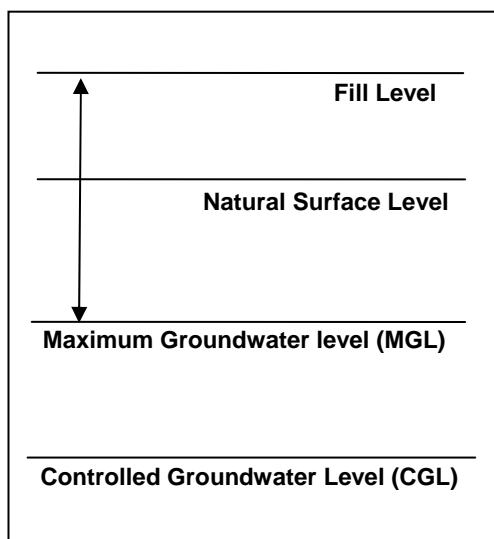 Fill Level
Natural Surface Level
Maximum Groundwater level (MGL)
Controlled Groundwater Level (CGL)